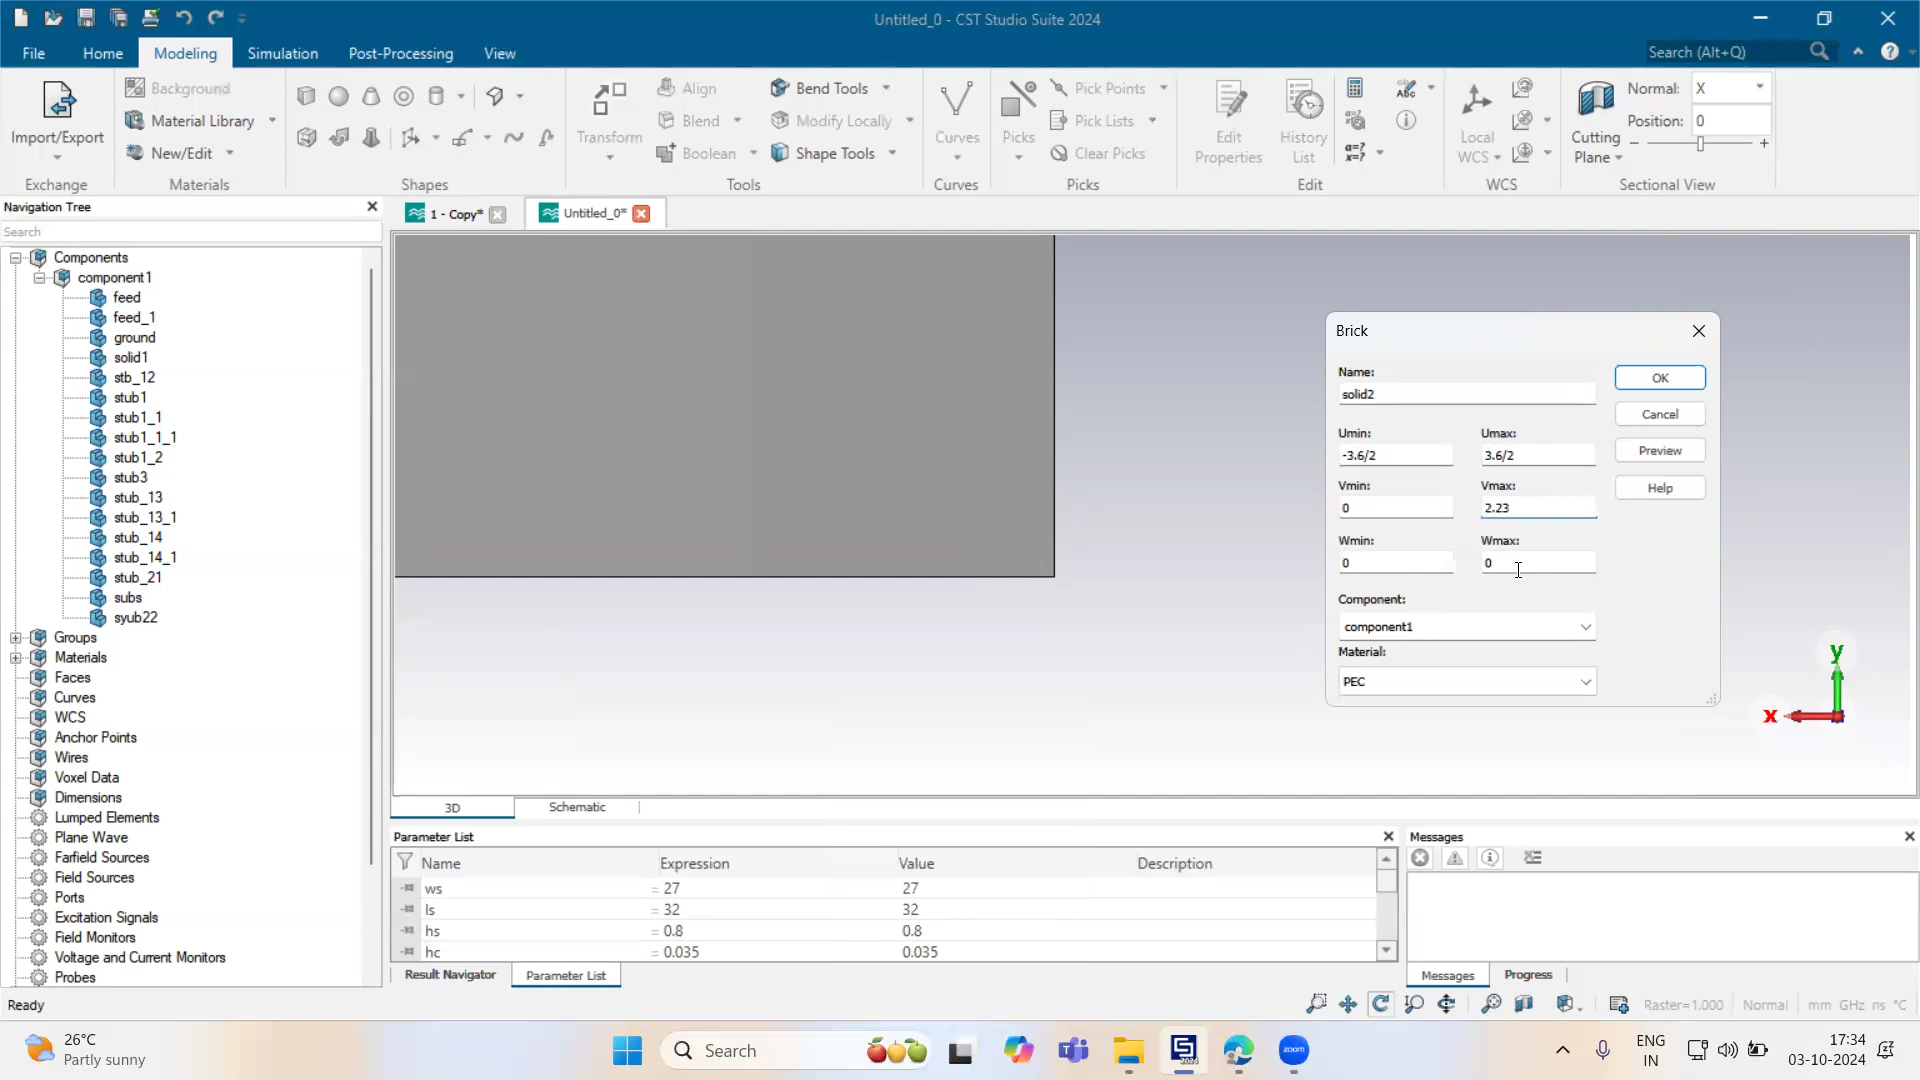 Untitled_0 - CST Studio Suite 2024
File
Home
Modeling
Simulation
Post-Processing
View
Search (Alt+Q)
Import/Export
Exchange
Background
Material Library
New/Edit
Materials
Shapes
Transform
Align
Blend
Boolean
Bend Tools
Modify Locally
Shape Tools
Tools
Curves
Curves
Picks
Pick Points
Pick Lists
Clear Picks
Picks
Edit
Properties
History
List
ABC
a=?
x=?
Edit
Local
WCS
WCS
Cutting
Plane
Normal: X
Position: 0
Sectional View
Navigation Tree
Search
Components
component1
feed
feed_1
ground
solid1
stb_12
stub1
stub1_1
stub1_1_1
stub1_2
stub3
stub_13
stub_13_1
stub_14
stub_14_1
stub_21
subs
syub22
Groups
Materials
Faces
Curves
WCS
Anchor Points
Wires
Voxel Data
Dimensions
Lumped Elements
Plane Wave
Farfield Sources
Field Sources
Ports
Excitation Signals
Field Monitors
Voltage and Current Monitors
Probes
1 - Copy*
Untitled_0*
Brick
Name:
solid2
OK
Cancel
Preview
Help
Umin: Umax:
-3.6/2 3.6/2
Vmin: Vmax:
0 2.23
Wmin: Wmax:
0 0
Component:
component1
Material:
PEC
y
x
3D
Schematic
Parameter List
Name Expression Value Description
ws = 27 27
ls = 32 32
hs = 0.8 0.8
hc = 0.035 0.035
Result Navigator
Parameter List
Messages
Messages
Progress
Ready
Raster=1.000 Normal mm GHz ns °C
26°C
Partly sunny
Search
2024
zoom
ENG
IN
17:34
03-10-2024